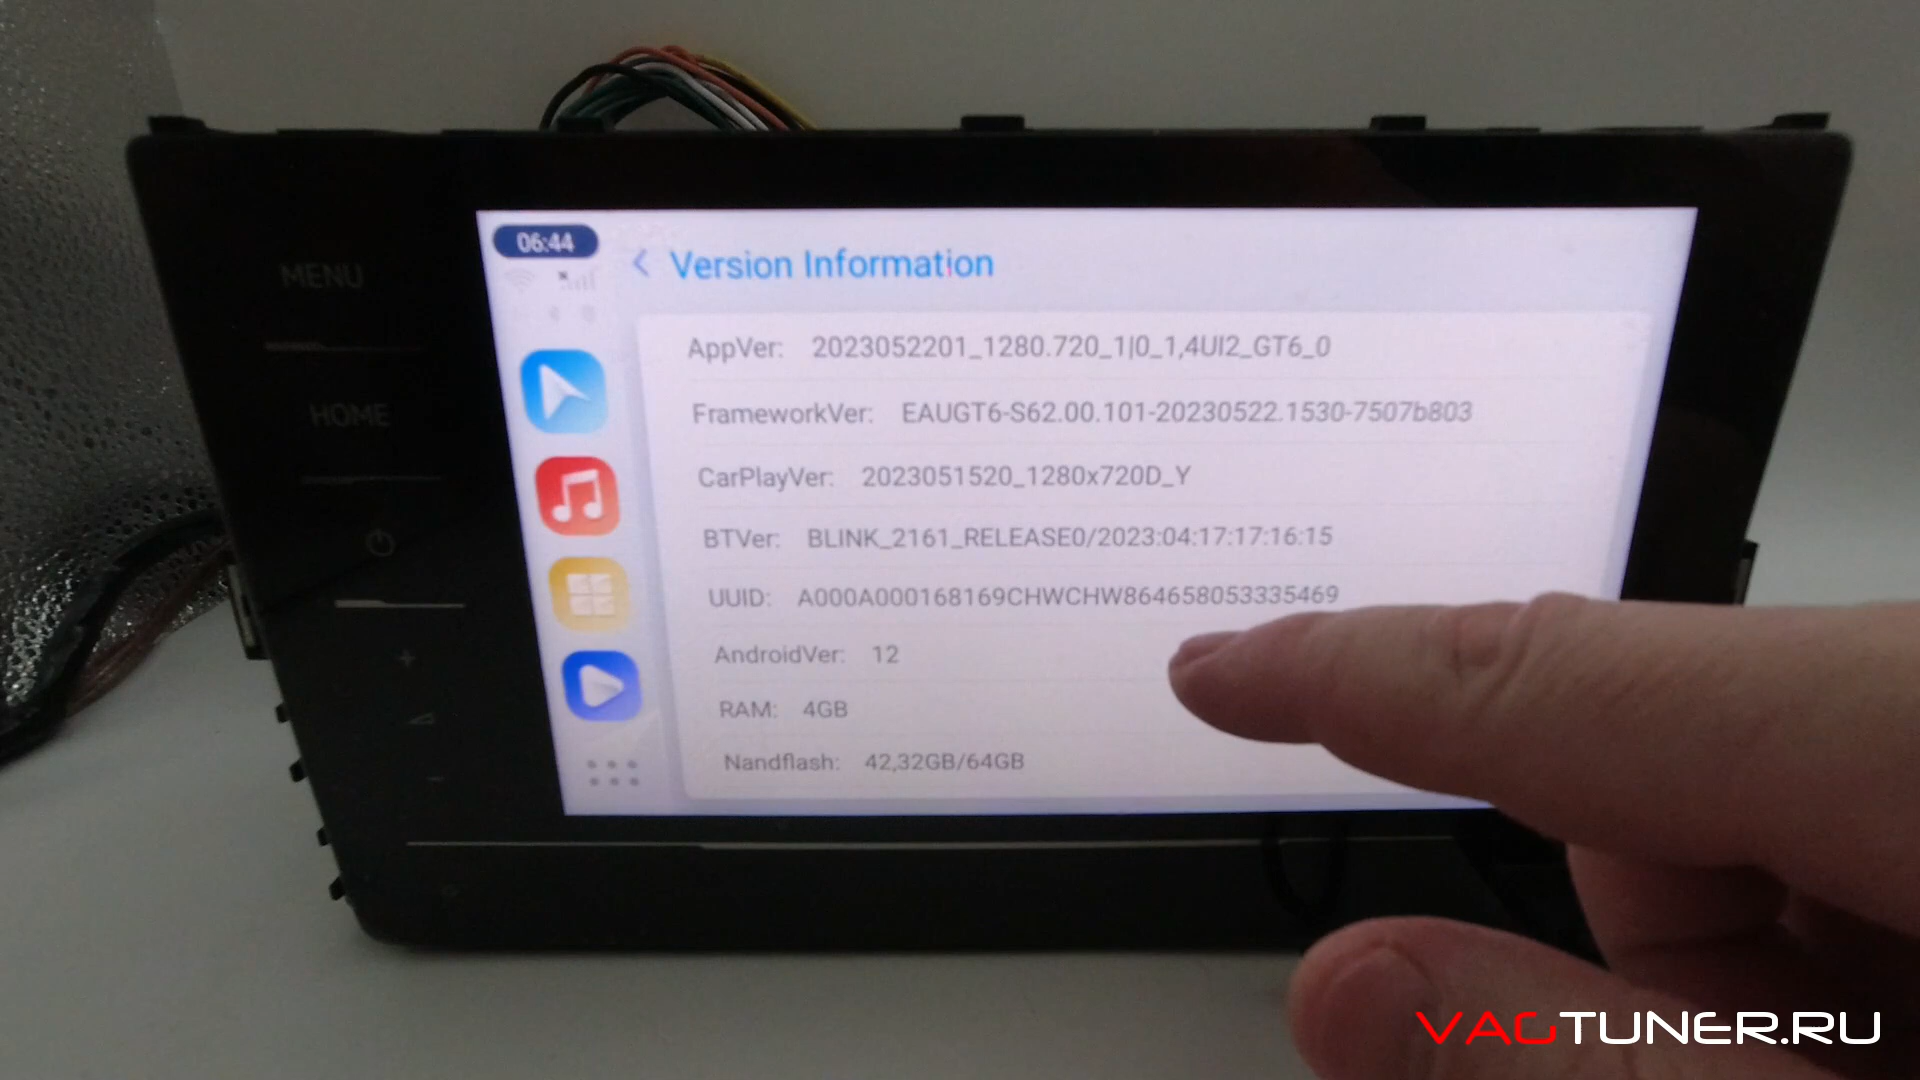 MENU
HOME
06:44
Version Information
AppVer: 2023052201_1280.720_1|0_1,4UI2_GT6_0
FrameworkVer: EAUGT6-S62.00.101-20230522.1530-7507b803
CarPlayVer: 2023051520_1280x720D_Y
BTVer: BLINK_2161_RELEASE0/2023:04:17:17:16:15
UUID: A000A000168169CHWCHW864658053335469
AndroidVer: 12
RAM: 4GB
Nandflash: 42,32GB/64GB
VAGTUNER.RU